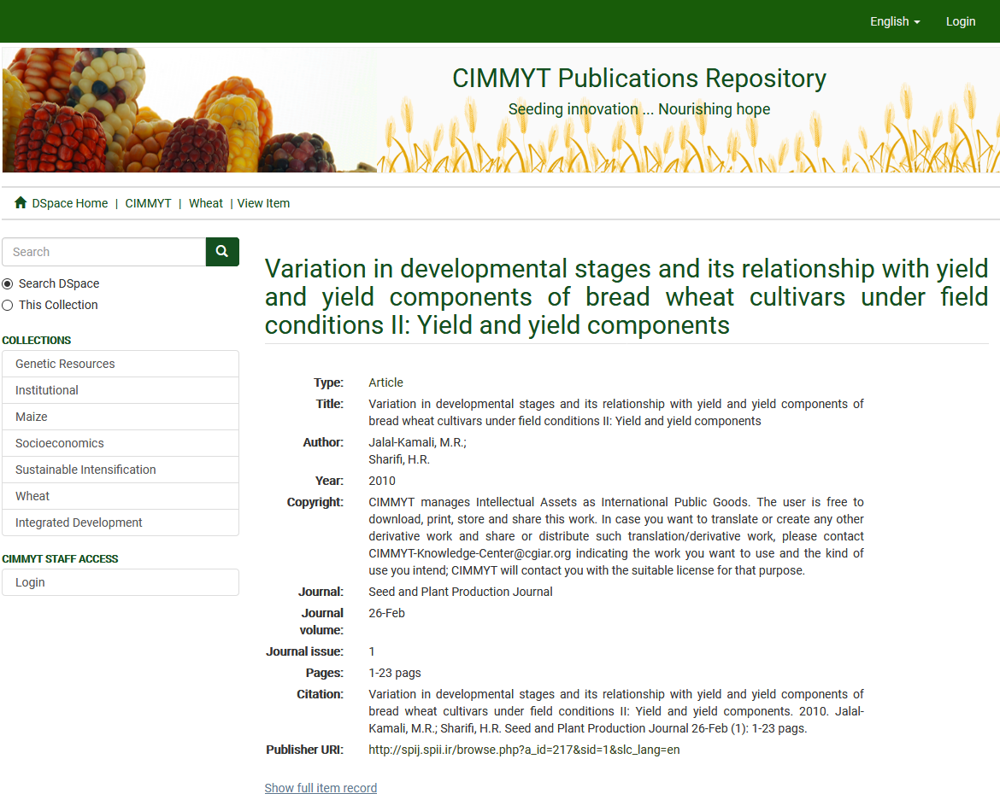 English
Login
CIMMYT Publications Repository
Seeding innovation ... Nourishing hope
DSpace Home | CIMMYT | Wheat | View Item
Search
Search DSpace
This Collection
COLLECTIONS
Genetic Resources
Institutional
Maize
Socioeconomics
Sustainable Intensification
Wheat
Integrated Development
CIMMYT STAFF ACCESS
Login
Variation in developmental stages and its relationship with yield
and yield components of bread wheat cultivars under field
conditions II: Yield and yield components
Type: Article
Title: Variation in developmental stages and its relationship with yield and yield components of
bread wheat cultivars under field conditions II: Yield and yield components
Author: Jalal-Kamali, M.R.;
Sharifi, H.R.
Year: 2010
Copyright: CIMMYT manages Intellectual Assets as International Public Goods. The user is free to
download, print, store and share this work. In case you want to translate or create any other
derivative work and share or distribute such translation/derivative work, please contact
CIMMYT-Knowledge-Center@cgiar.org indicating the work you want to use and the kind of
use you intend; CIMMYT will contact you with the suitable license for that purpose.
Journal: Seed and Plant Production Journal
Journal 26-Feb
volume:
Journal issue: 1
Pages: 1-23 pags
Citation: Variation in developmental stages and its relationship with yield and yield components of
bread wheat cultivars under field conditions II: Yield and yield components. 2010. Jalal-
Kamali, M.R.; Sharifi, H.R. Seed and Plant Production Journal 26-Feb (1): 1-23 pags.
Publisher URI: http://spij.spii.ir/browse.php?a_id=217&sid=1&slc_lang=en
Show full item record